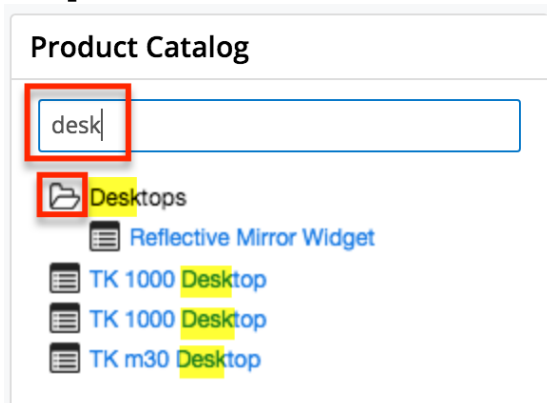 Product Catalog
desk
Desktops
Reflective Mirror Widget
TK 1000 Desktop
TK 1000 Desktop
TK m30 Desktop